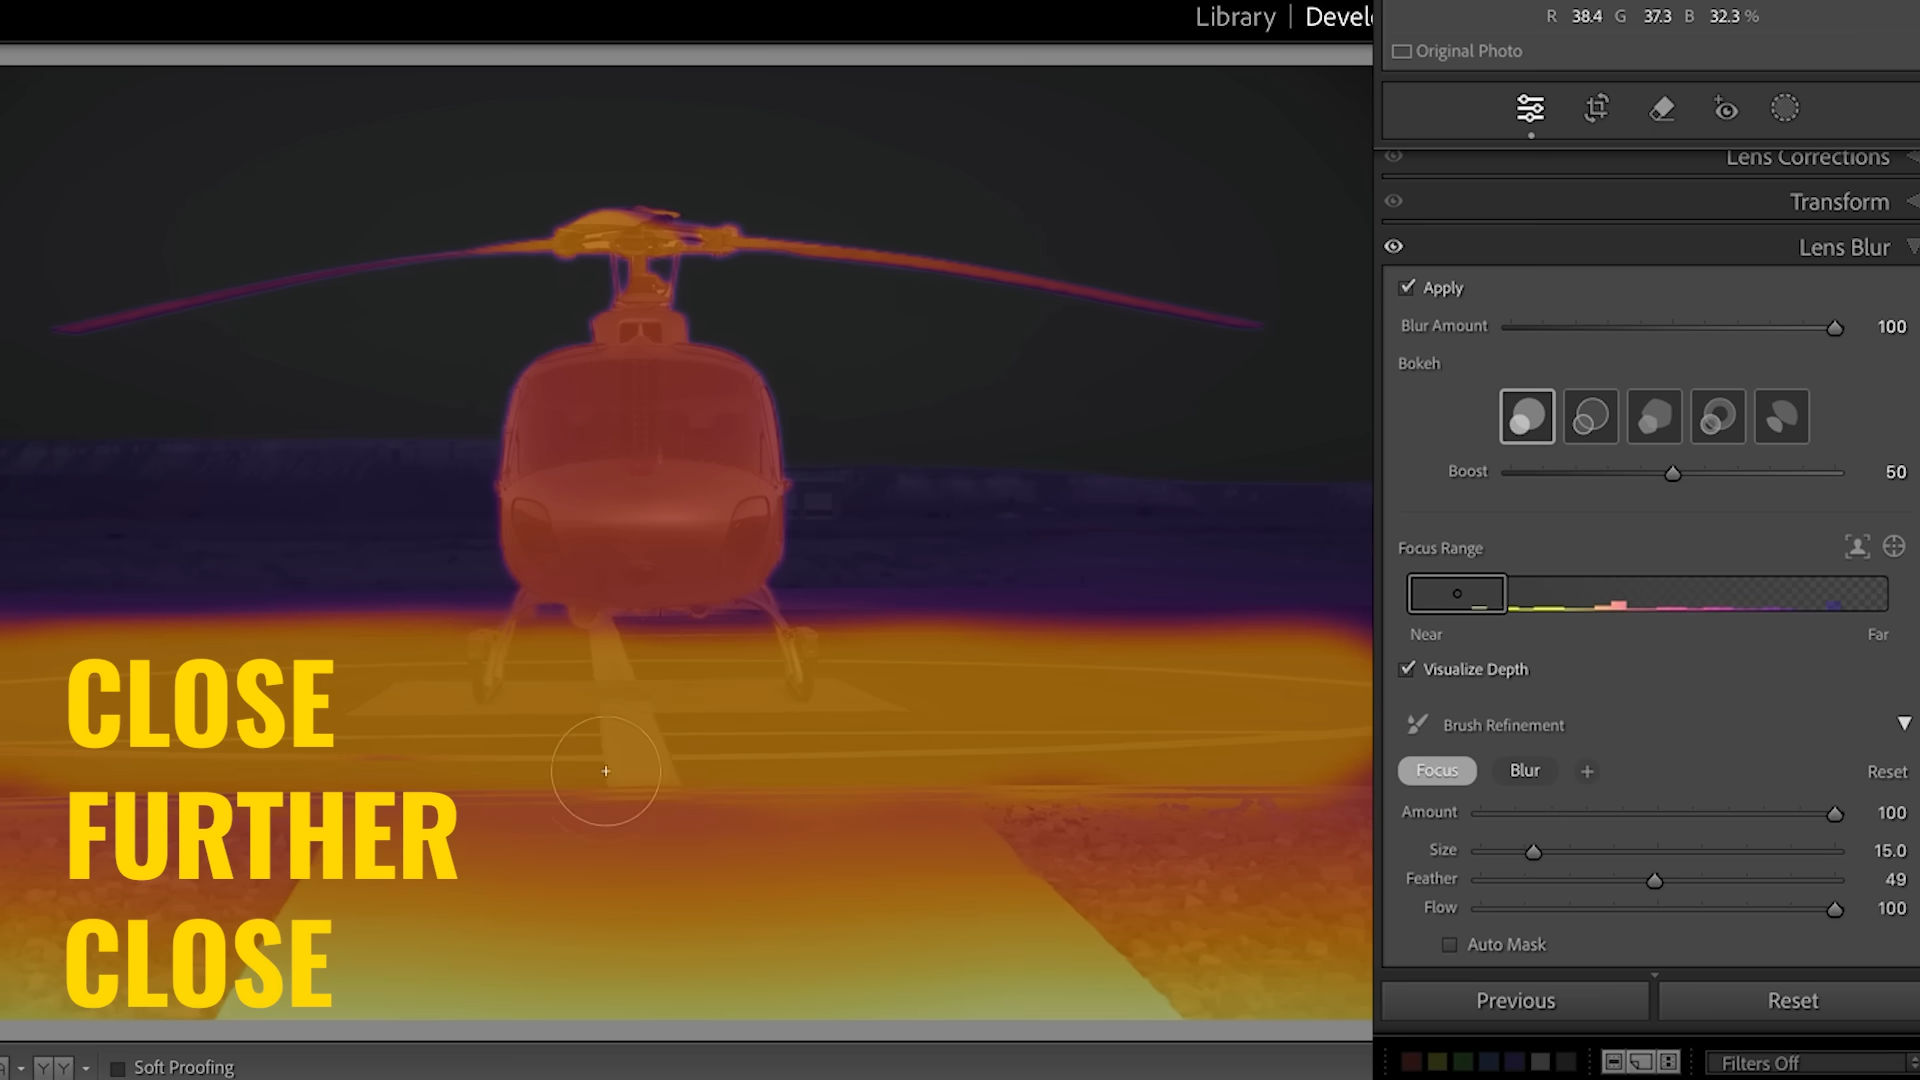 Library | Develo
R 38.4 G 37.3 B 32.3 %
Original Photo
Lens Corrections
Transform
Lens Blur
Apply
Blur Amount 100
Bokeh
Boost 50
Focus Range
Near Far
Visualize Depth
Brush Refinement
Focus Blur + Reset
Amount 100
Size 15.0
Feather 49
Flow 100
Auto Mask
Previous Reset
CLOSE
FURTHER
CLOSE
Y Y Soft Proofing
Filters Off